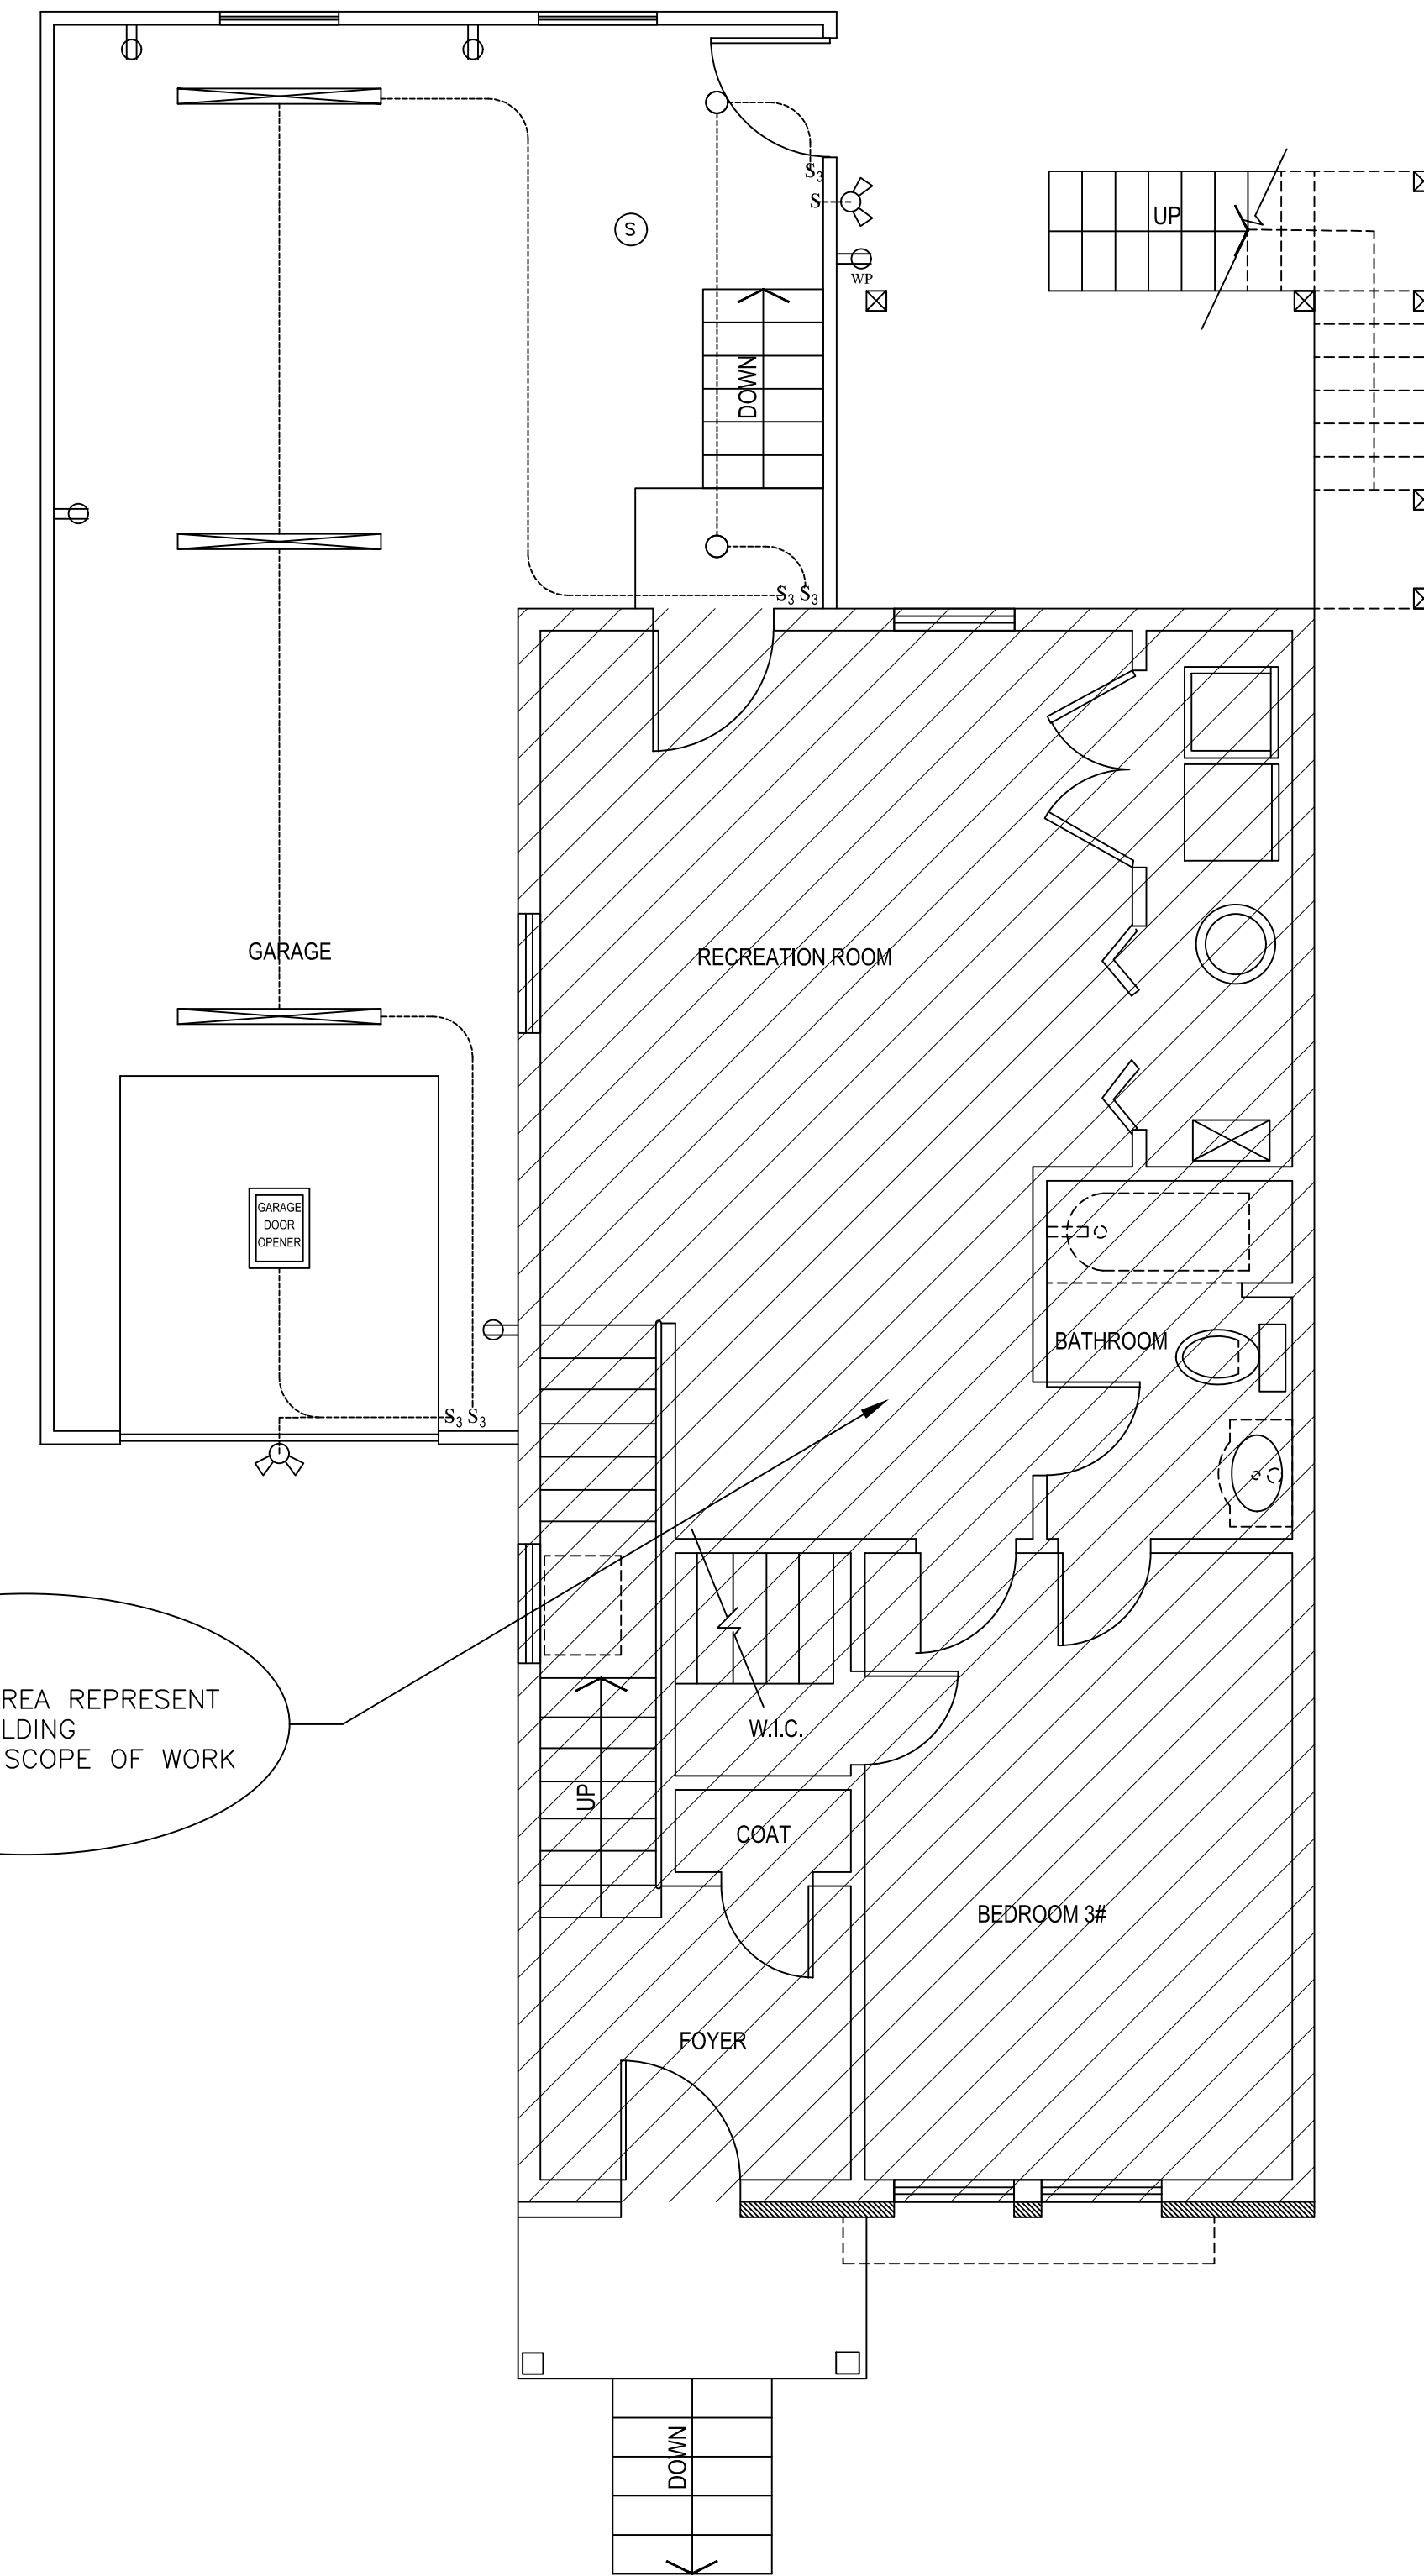 S₃
S
S
UP
WP
DOWN
S₃ S₃
GARAGE
RECREATION ROOM
GARAGE
DOOR
OPENER
BATHROOM
S₃ S₃
REA REPRESENT
LDING
SCOPE OF WORK
W.I.C.
UP
COAT
BEDROOM 3#
FOYER
DOWN